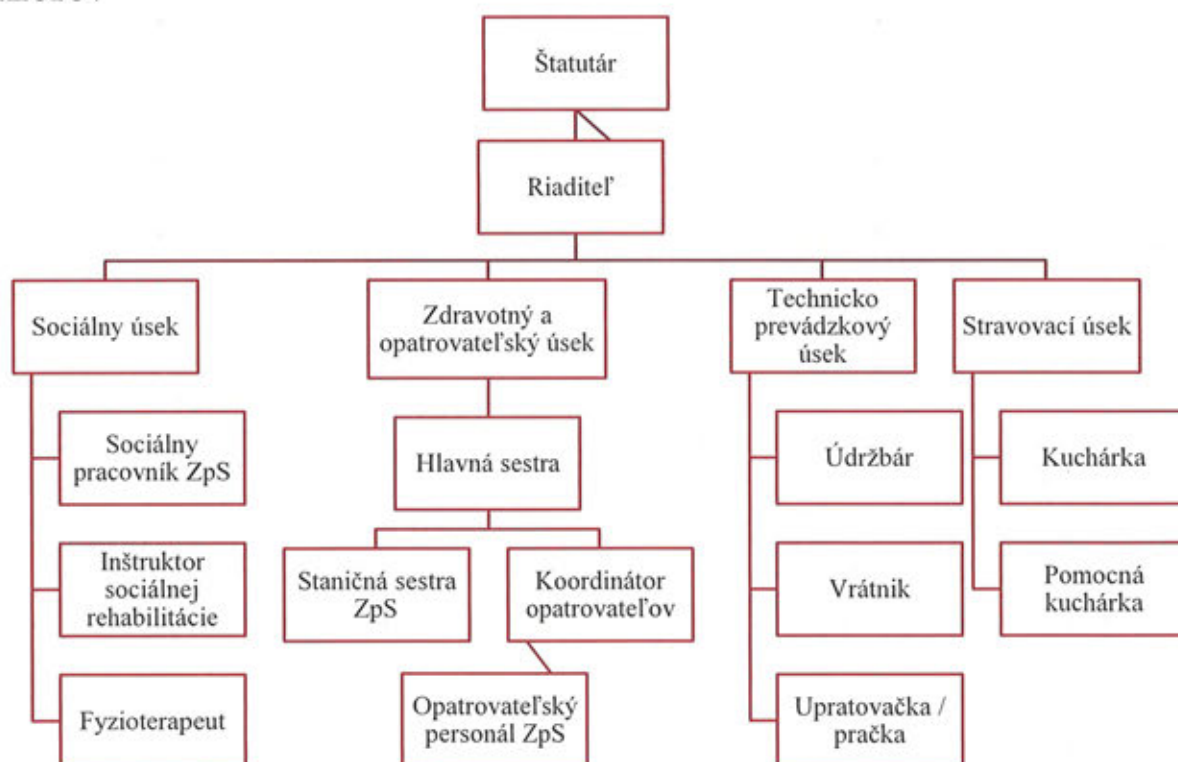 Štatutár
Riaditeľ
Sociálny úsek
Zdravotný a
opatrovateľský úsek
Technicko
prevádzkový
úsek
Stravovací úsek
Sociálny
pracovník ZpS
Inštruktor
sociálnej
rehabilitácie
Fyzioterapeut
Hlavná sestra
Staničná sestra
ZpS
Koordinátor
opatrovateľov
Opatrovateľský
personál ZpS
Údržbár
Vrátnik
Upratovačka /
pračka
Kuchárka
Pomocná
kuchárka